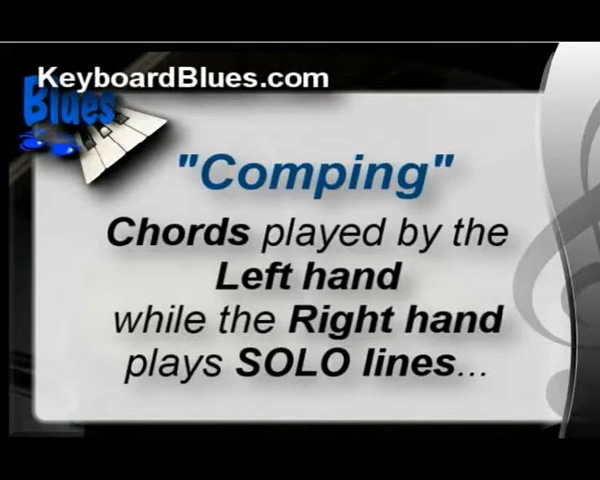 KeyboardBlues.com
Blues
"Comping"
Chords played by the
Left hand
while the Right hand
plays SOLO lines...